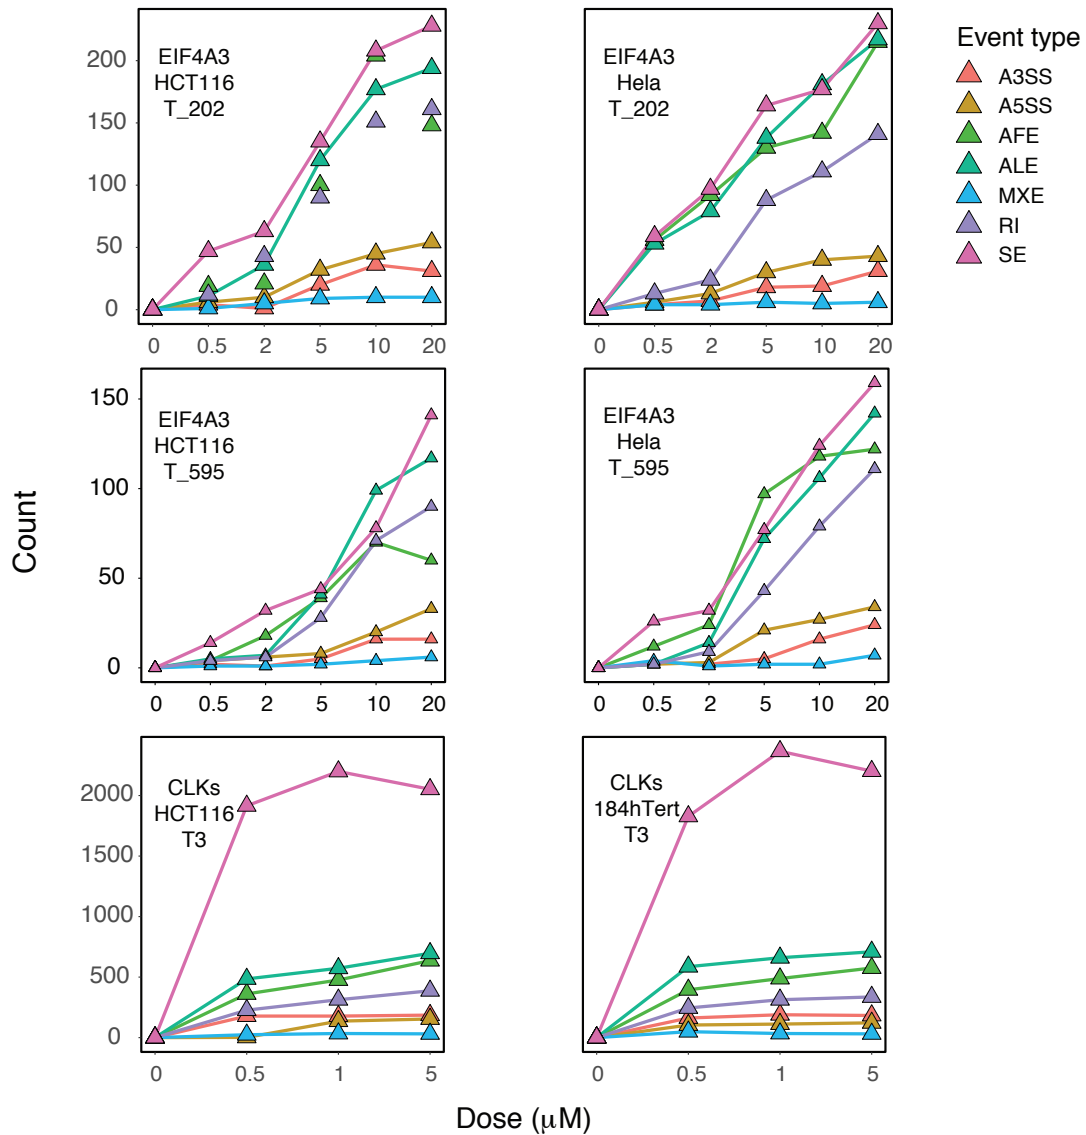 EIF4A3
HCT116
T_202
200
150
100
50
0
0 0.5 2 5 10 20
EIF4A3
Hela
T_202
0 0.5 2 5 10 20
Event type
A3SS
A5SS
AFE
ALE
MXE
RI
SE
EIF4A3
HCT116
T_595
150
100
50
0
0 0.5 2 5 10 20
EIF4A3
Hela
T_595
0 0.5 2 5 10 20
Count
CLKs
HCT116
T3
2000
1500
1000
500
0
0 0.5 1 5
CLKs
184hTert
T3
0 0.5 1 5
Dose (μM)